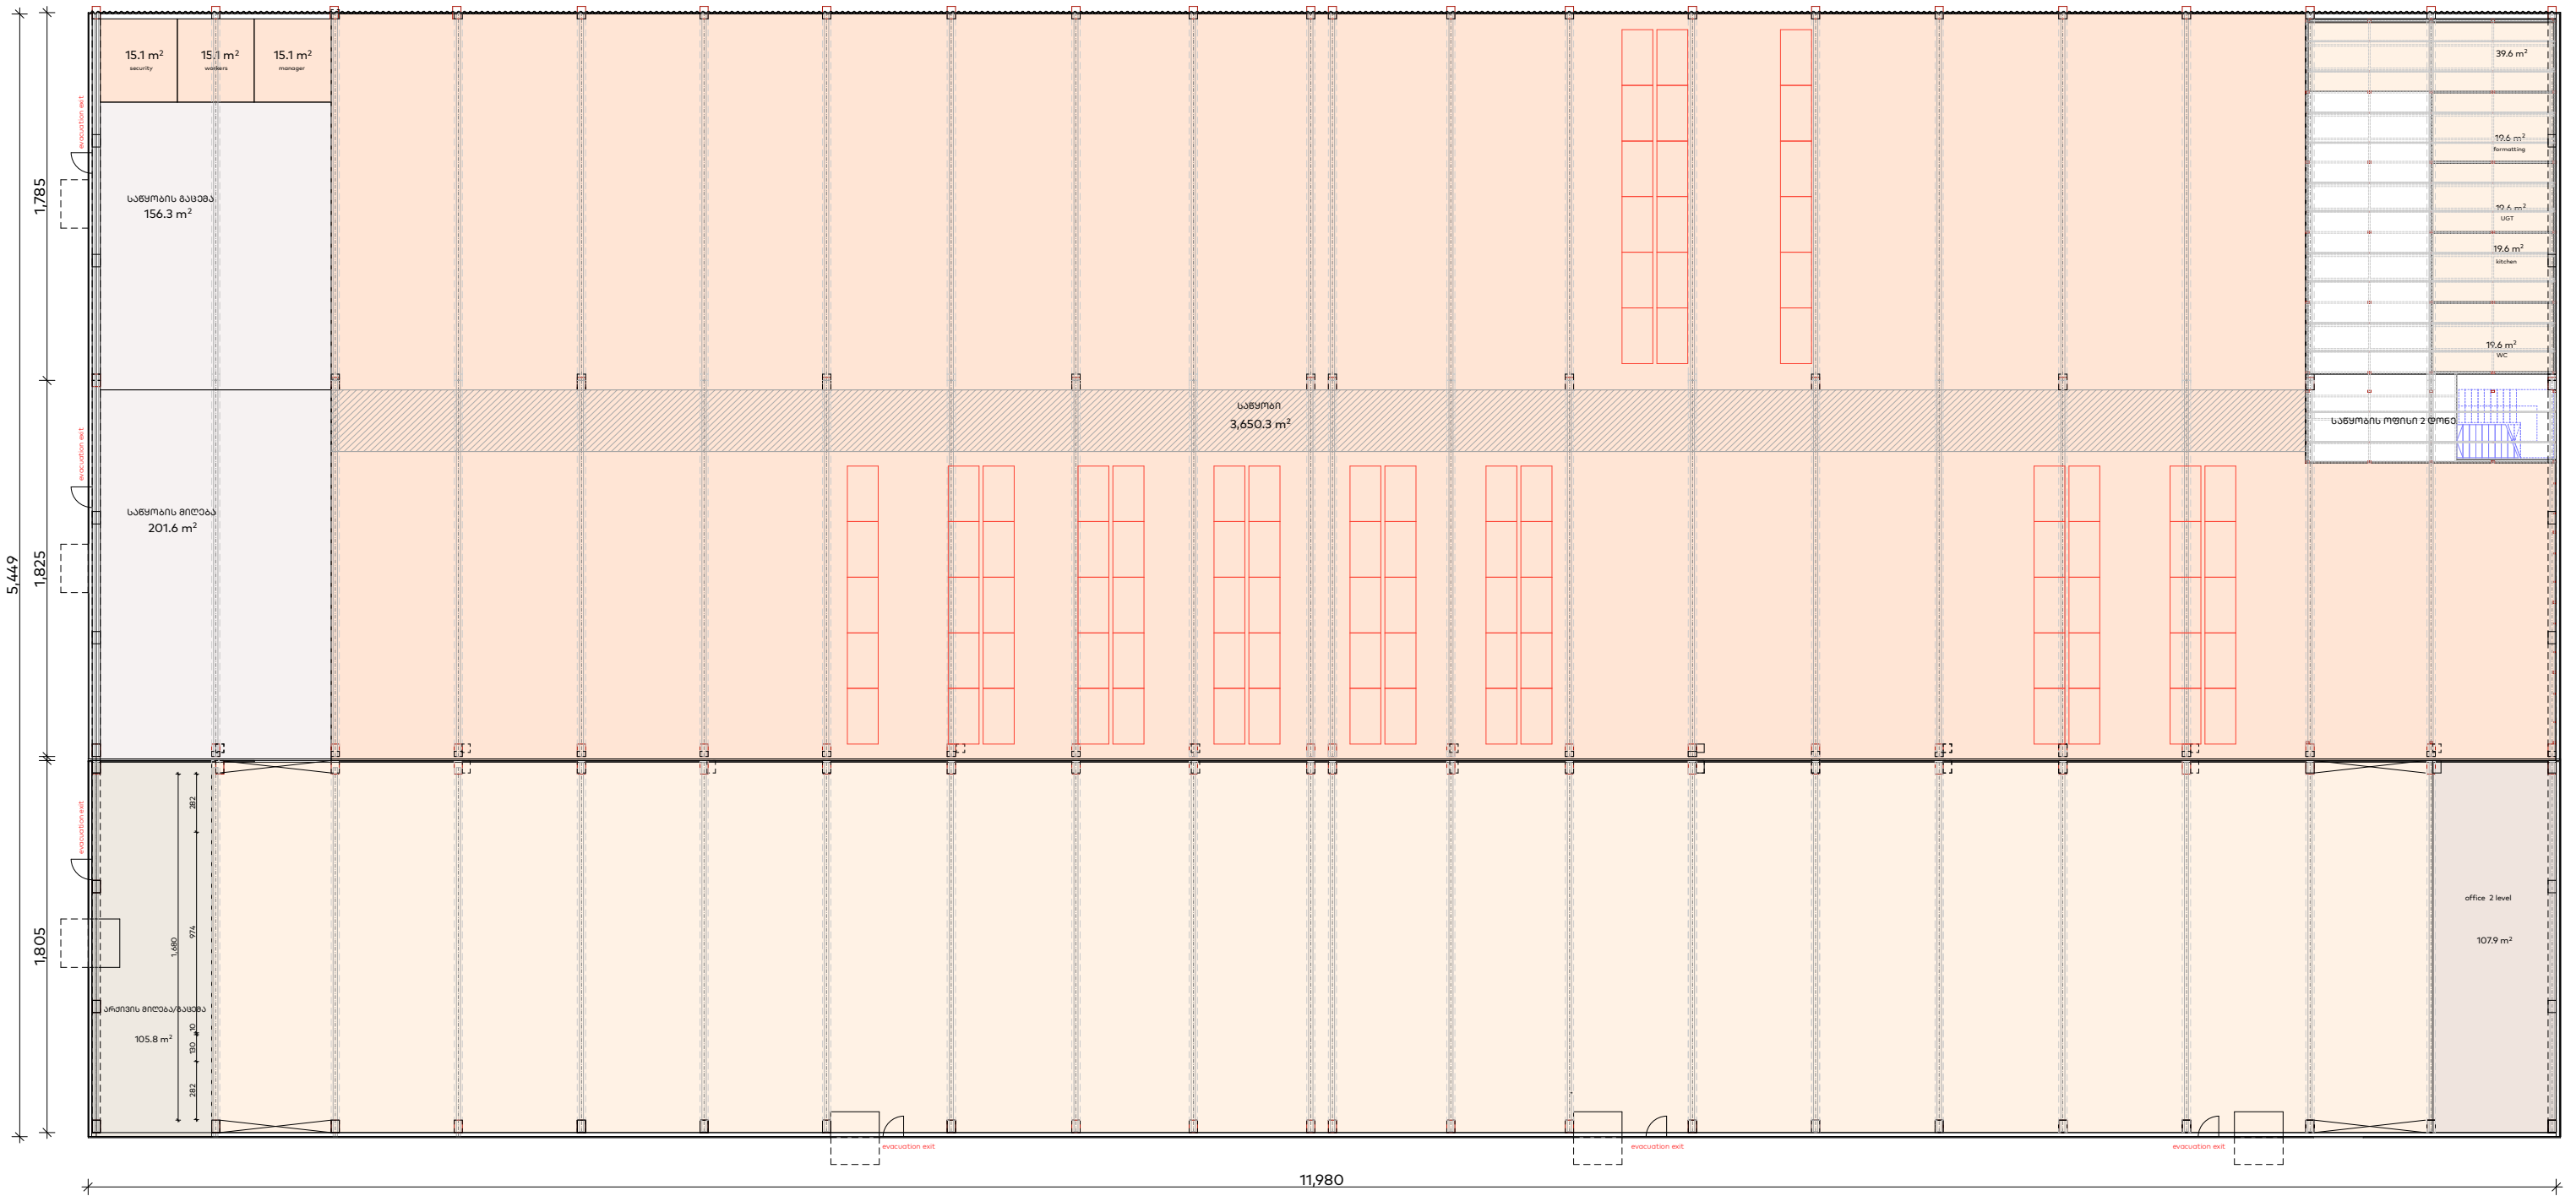 15.1 m²
security
15.1 m²
workers
15.1 m²
manager
39.6 m²
evacuation exit
19.6 m²
formatting
1,785
საწყობის გაცემა
156.3 m²
19.6 m²
UGT
19.6 m²
kitchen
19.6 m²
WC
საწყობი
3,650.3 m²
საწყობის ოფისი 2 დონე
evacuation exit
საწყობის მიღება
201.6 m²
5,449
1,825
evacuation exit
282
974
1,680
10
130
282
1,805
არქივის მიღება/გაცემა
105.8 m²
office 2 level
107.9 m²
evacuation exit
evacuation exit
evacuation exit
11,980